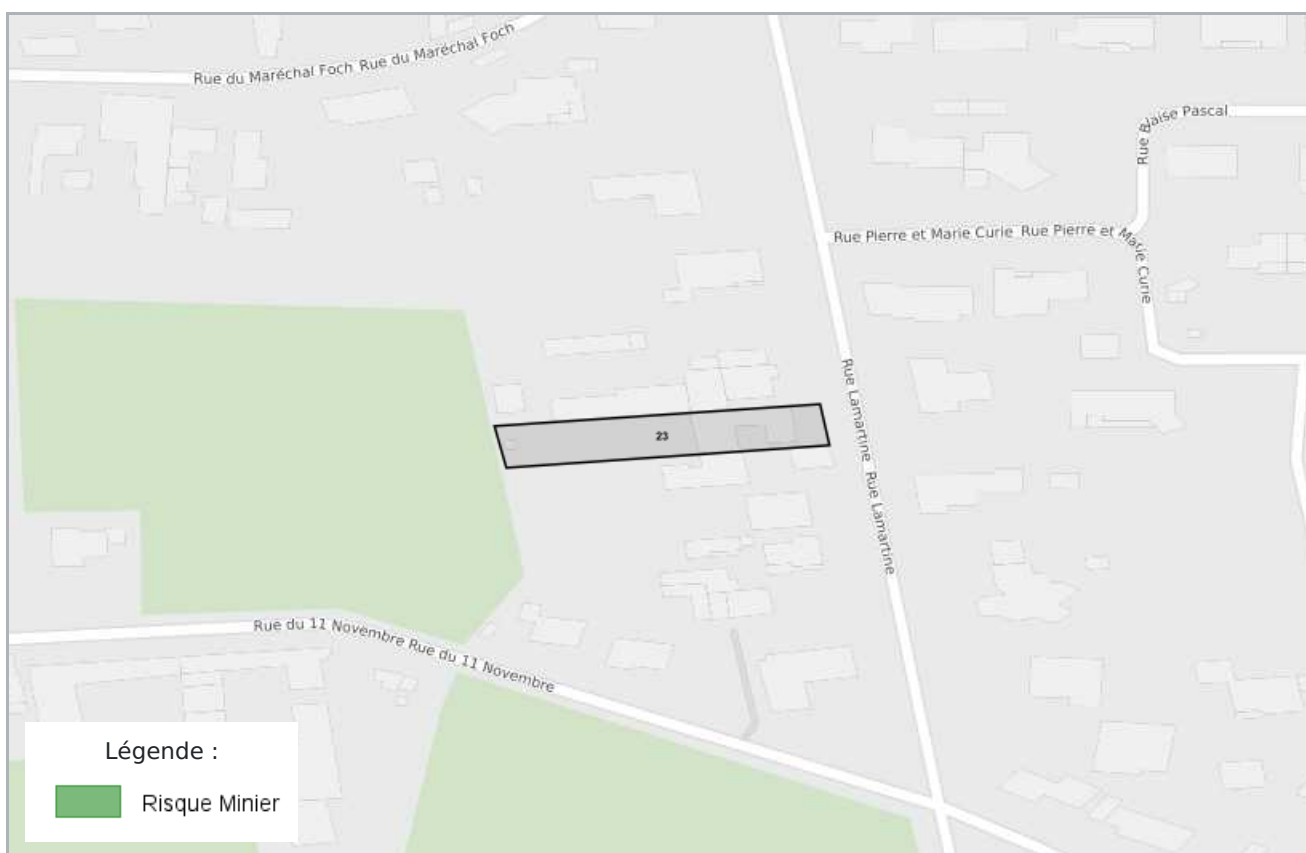 Rue du Maréchal Foch Rue du Maréchal Foch
Rue Blaise Pascal
Rue Pierre et Marie Curie Rue Pierre et Marie Curie
Rue Lamartine Rue Lamartine
23
Rue du 11 Novembre Rue du 11 Novembre
Légende :
Risque Minier